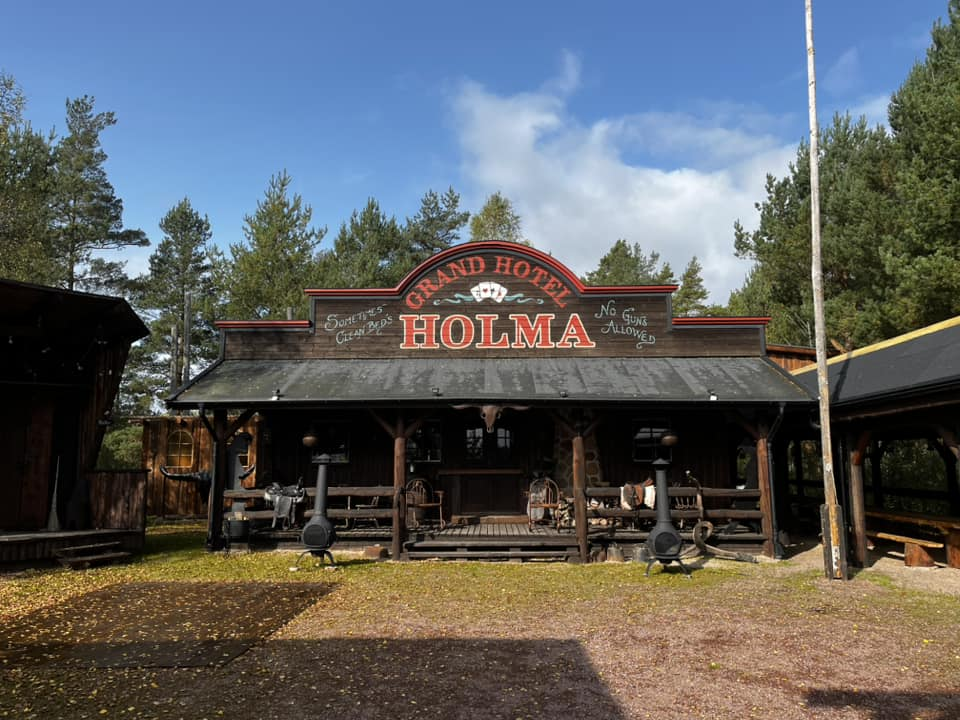 GRAND HOTEL
HOLMA
SOMETIMES
CLEAN BEDS
NO GUNS
ALLOWED